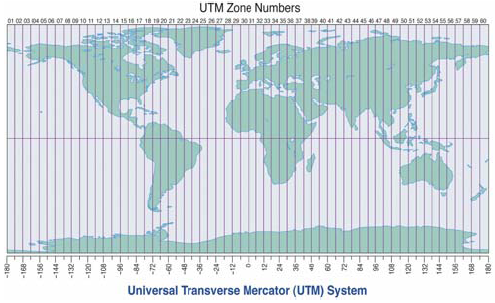 UTM Zone Numbers
01 02 03 04 05 06 07 08 09 10 11 12 13 14 15 16 17 18 19 20 21 22 23 24 25 26 27 28 29 30 31 32 33 34 35 36 37 38 39 40 41 42 43 44 45 46 47 48 49 50 51 52 53 54 55 56 57 58 59 60
-180 -168 -156 -144 -132 -120 -108 -96 -84 -72 -60 -48 -36 -24 -12 0 12 24 36 48 60 72 84 96 108 120 132 144 156 168 180
Universal Transverse Mercator (UTM) System